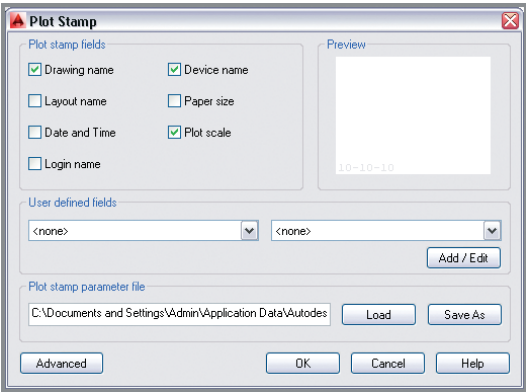 Plot Stamp
Plot stamp fields
Preview
Drawing name
Device name
Layout name
Paper size
Date and Time
Plot scale
Login name
10-10-10
User defined fields
<none>
<none>
Add / Edit
Plot stamp parameter file
C:\Documents and Settings\Admin\Application Data\Autodes
Load
Save As
Advanced
OK
Cancel
Help